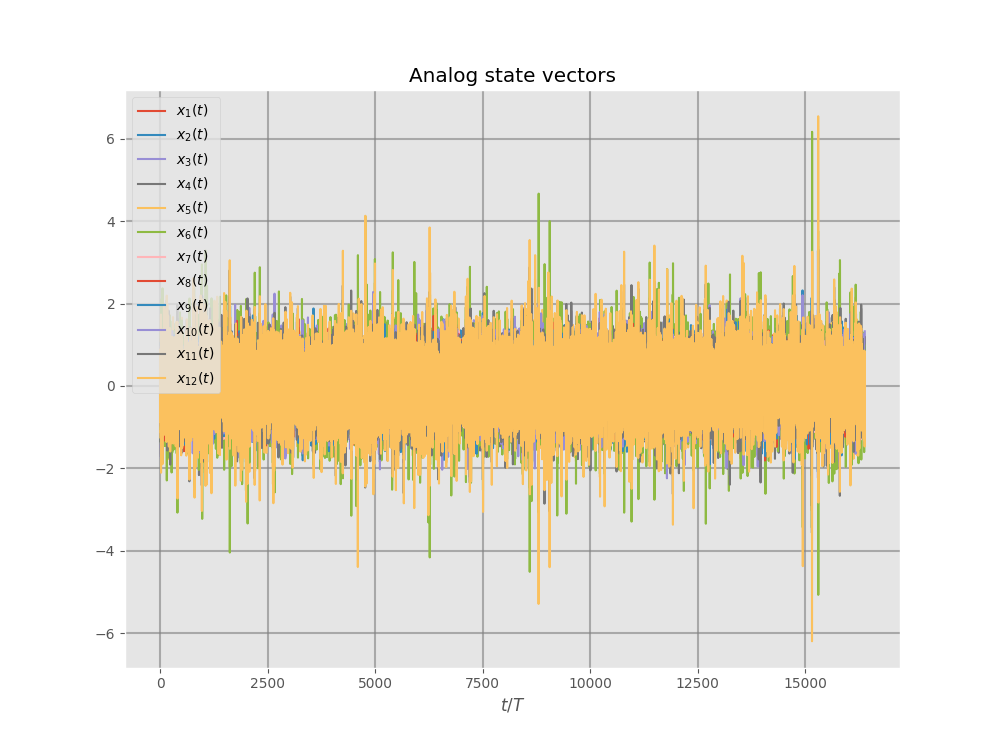 Analog state vectors
x₁(t)
x₂(t)
x₃(t)
x₄(t)
x₅(t)
x₆(t)
x₇(t)
x₈(t)
x₉(t)
x₁₀(t)
x₁₁(t)
x₁₂(t)
6
4
2
0
−2
−4
−6
0 2500 5000 7500 10000 12500 15000
t/T